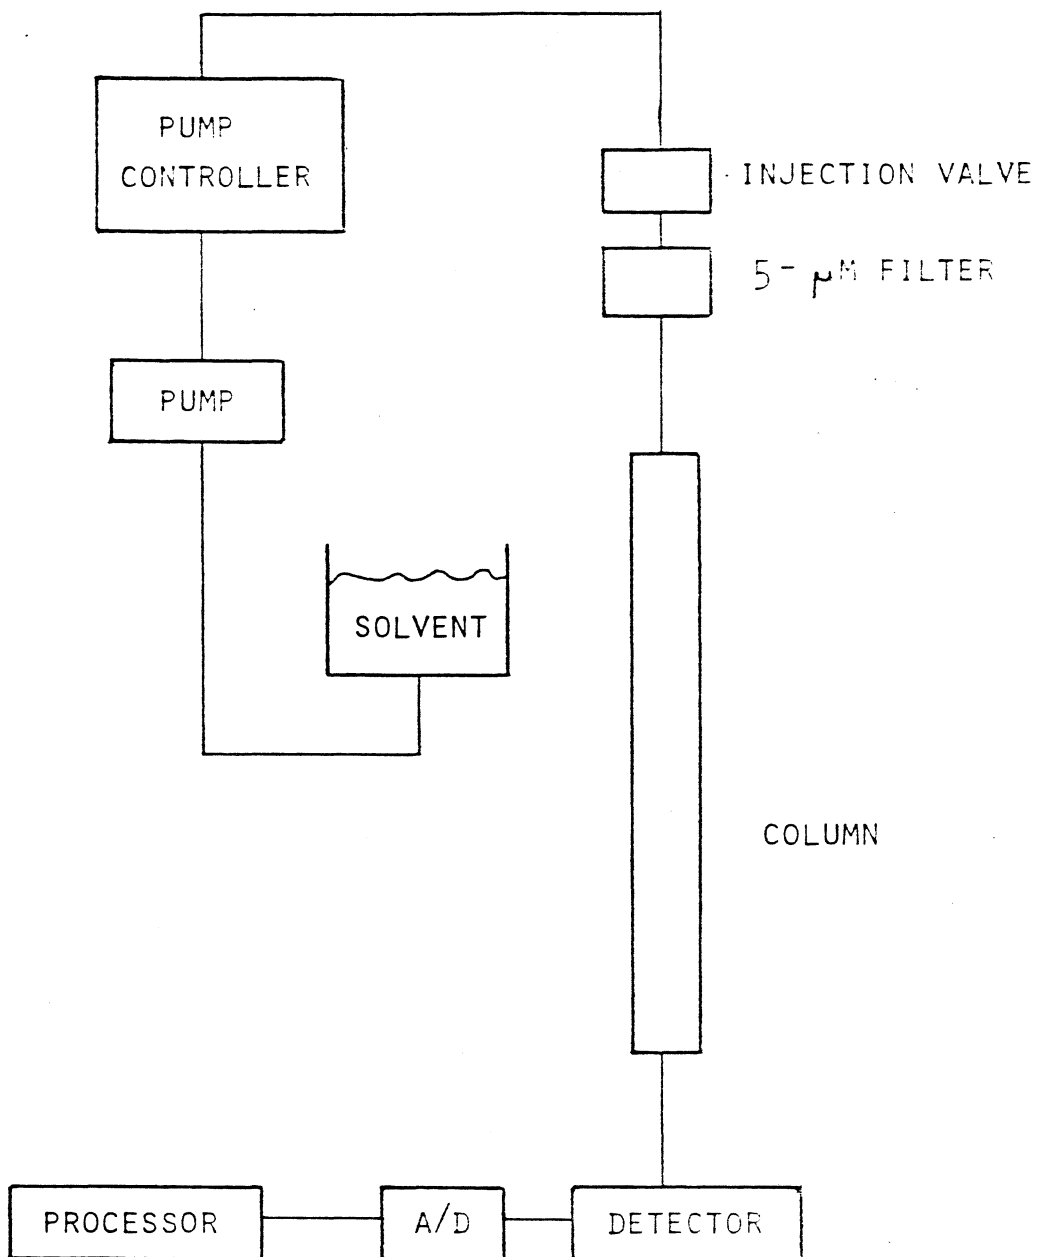 PUMP
CONTROLLER
INJECTION VALVE
5-μM FILTER
PUMP
SOLVENT
COLUMN
PROCESSOR
A/D
DETECTOR